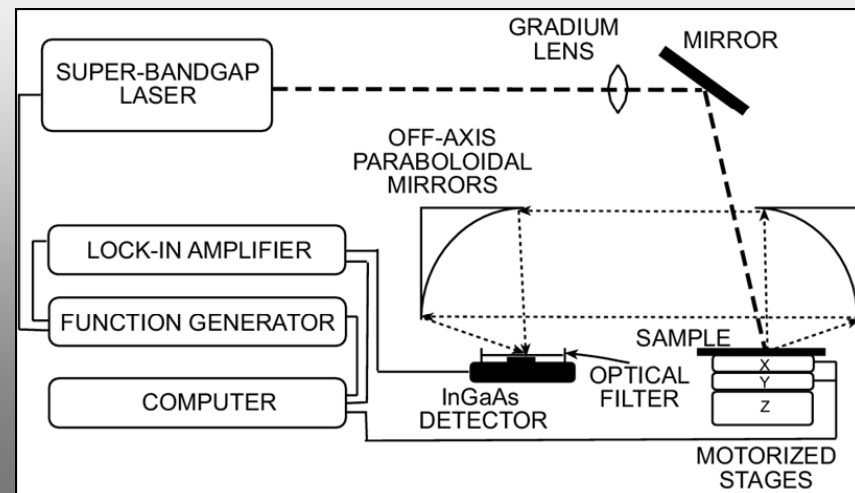 GRADIUM
LENS
MIRROR
SUPER-BANDGAP
LASER
OFF-AXIS
PARABOLOIDAL
MIRRORS
LOCK-IN AMPLIFIER
FUNCTION GENERATOR
COMPUTER
InGaAs
DETECTOR
OPTICAL
FILTER
SAMPLE
X
Y
Z
MOTORIZED
STAGES